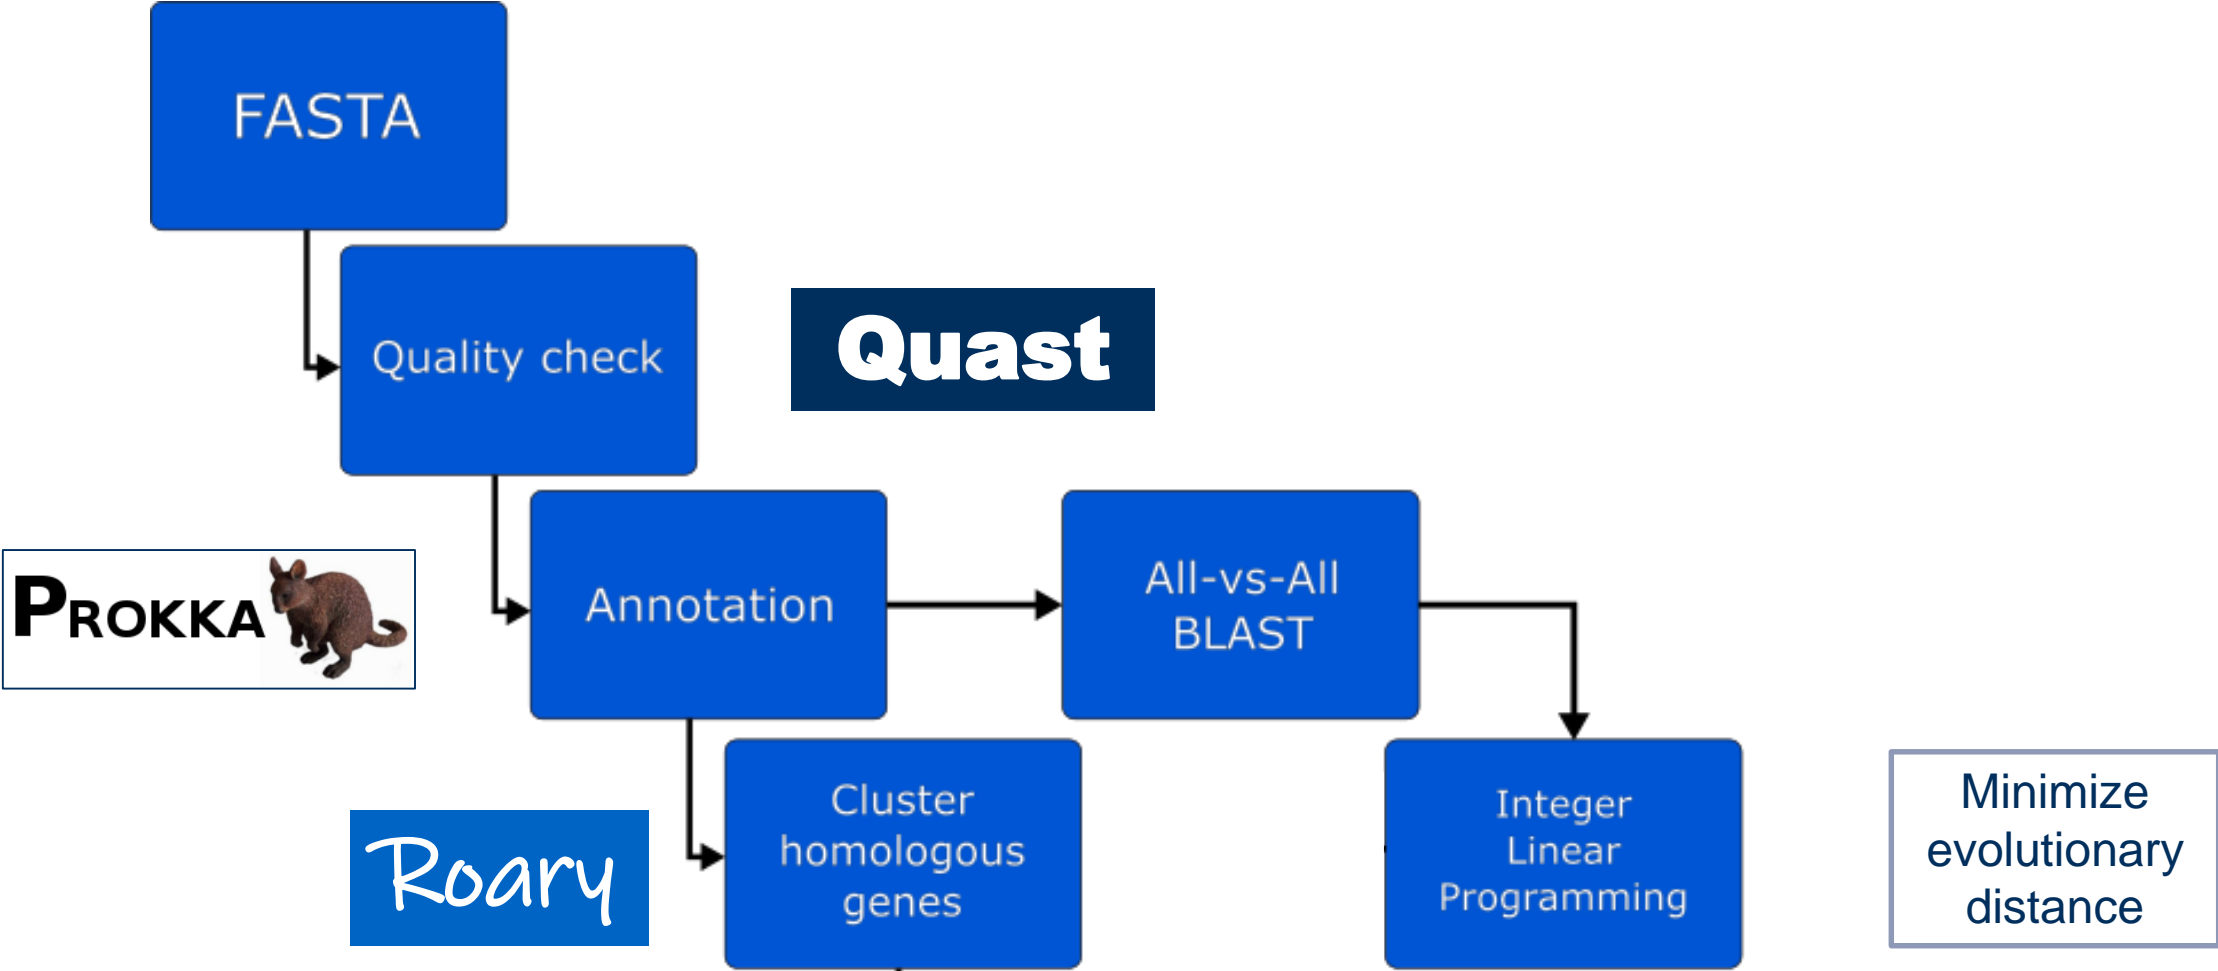 FASTA
Quality check
Quast
PROKKA
Annotation
All-vs-All
BLAST
Roary
Cluster
homologous
genes
Integer
Linear
Programming
Minimize
evolutionary
distance